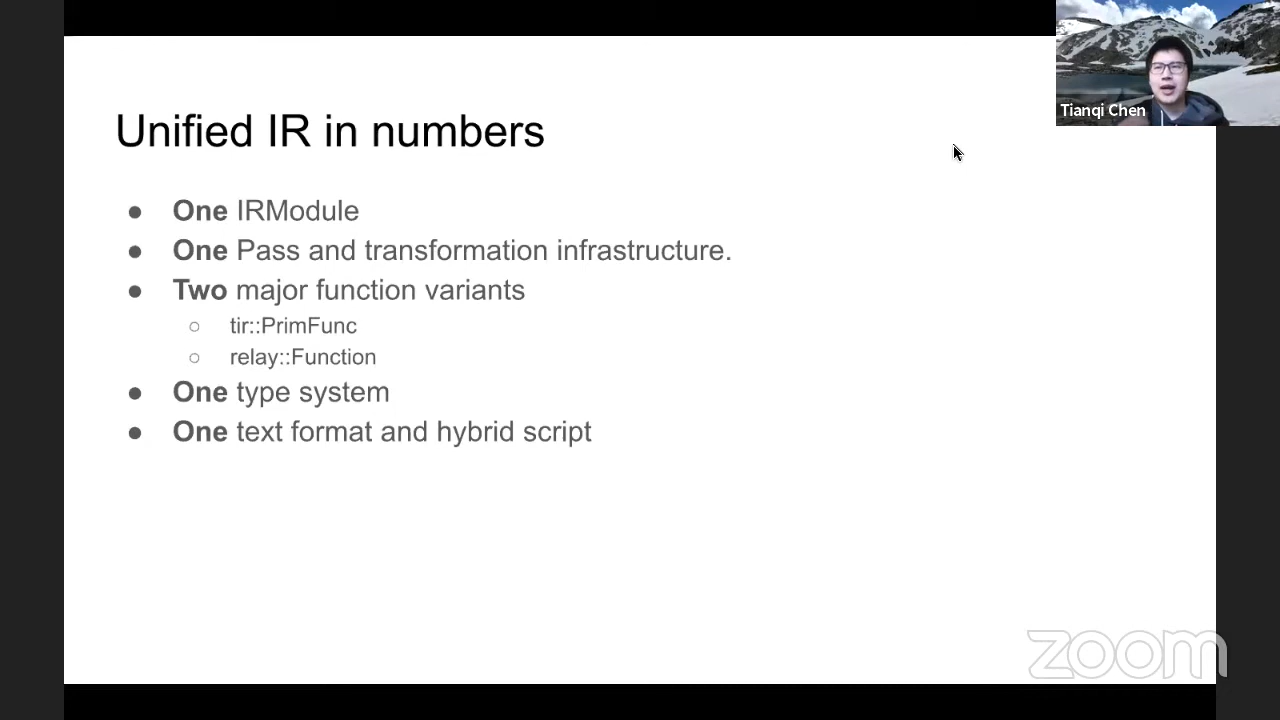 Tianqi Chen
Unified IR in numbers
● One IRModule
● One Pass and transformation infrastructure.
● Two major function variants
○ tir::PrimFunc
○ relay::Function
● One type system
● One text format and hybrid script
zoom